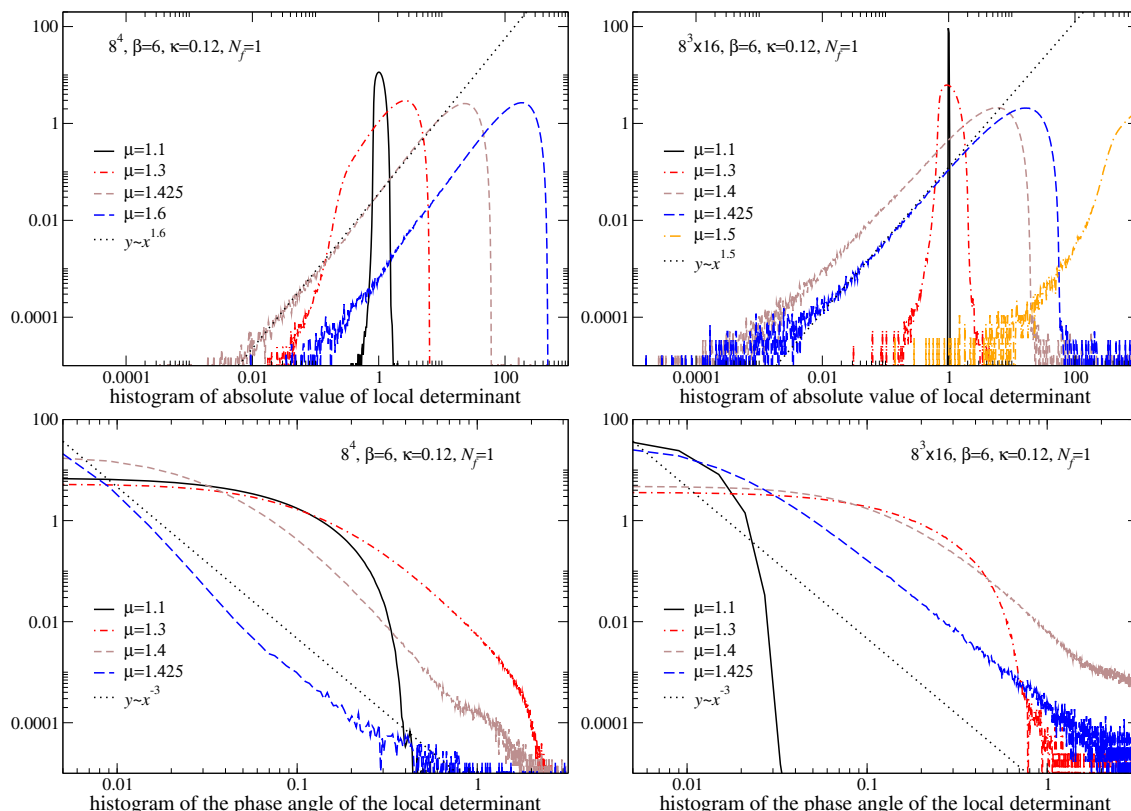 100
1
0.01
0.0001
8^4, β=6, κ=0.12, N_f=1
μ=1.1
μ=1.3
μ=1.425
μ=1.6
y~x^1.6
0.0001 0.01 1 100
histogram of absolute value of local determinant
100
1
0.01
0.0001
8^3x16, β=6, κ=0.12, N_f=1
μ=1.1
μ=1.3
μ=1.4
μ=1.425
μ=1.5
y~x^1.5
0.0001 0.01 1 100
histogram of absolute value of local determinant
100
1
0.01
0.0001
8^4, β=6, κ=0.12, N_f=1
μ=1.1
μ=1.3
μ=1.4
μ=1.425
y~x^-3
0.01 0.1 1
histogram of the phase angle of the local determinant
100
1
0.01
0.0001
8^3x16, β=6, κ=0.12, N_f=1
μ=1.1
μ=1.3
μ=1.4
μ=1.425
y~x^-3
0.01 0.1 1
histogram of the phase angle of the local determinant